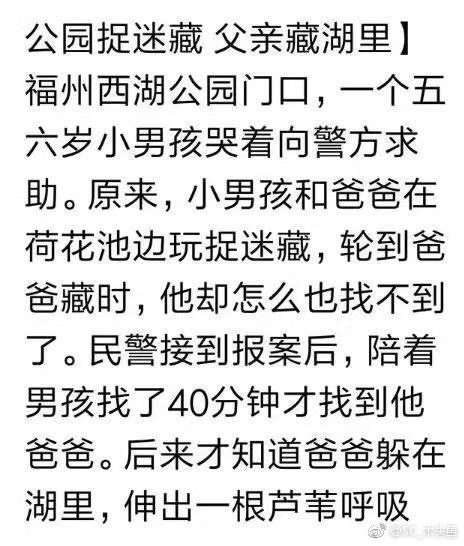 公园捉迷藏 父亲藏湖里】
福州西湖公园门口，一个五
六岁小男孩哭着向警方求
助。原来，小男孩和爸爸在
荷花池边玩捉迷藏，轮到爸
爸藏时，他却怎么也找不到
了。民警接到报案后，陪着
男孩找了40分钟才找到他
爸爸。后来才知道爸爸躲在
湖里，伸出一根芦苇呼吸